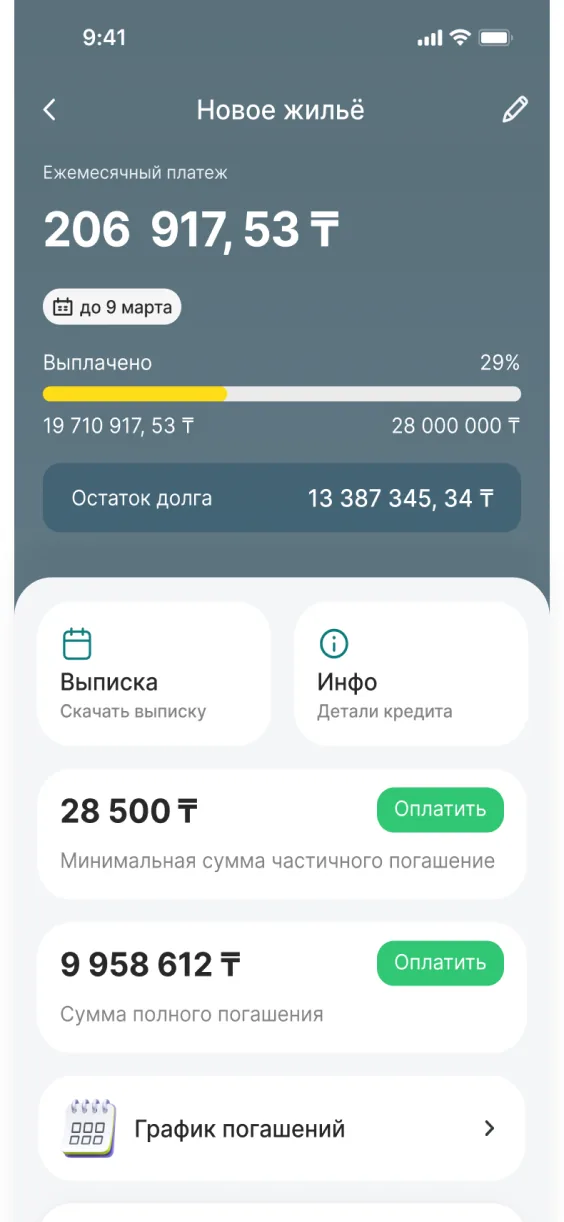 9:41
Новое жильё
Ежемесячный платеж
206 917, 53 ₸
до 9 марта
Выплачено 29%
19 710 917, 53 ₸ 28 000 000 ₸
Остаток долга 13 387 345, 34 ₸
Выписка Инфо
Скачать выписку Детали кредита
28 500 ₸ Оплатить
Минимальная сумма частичного погашение
9 958 612 ₸ Оплатить
Сумма полного погашения
График погашений